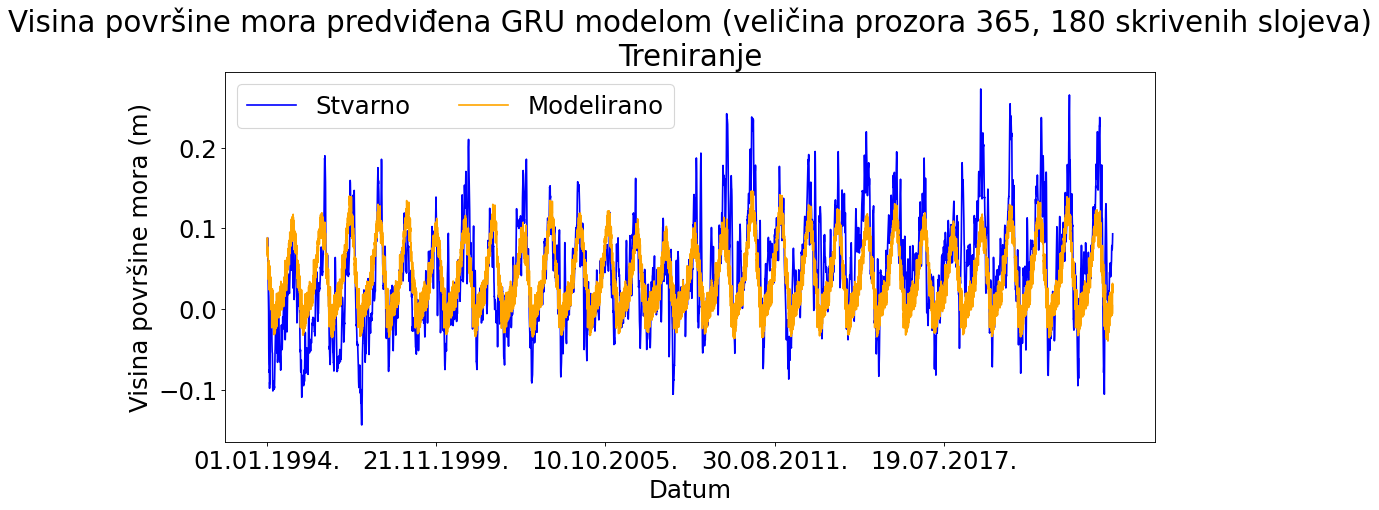 Visina površine mora predviđena GRU modelom (veličina prozora 365, 180 skrivenih slojeva)
Treniranje
Stvarno Modelirano
Visina površine mora (m)
0.2
0.1
0.0
−0.1
01.01.1994. 21.11.1999. 10.10.2005. 30.08.2011. 19.07.2017.
Datum